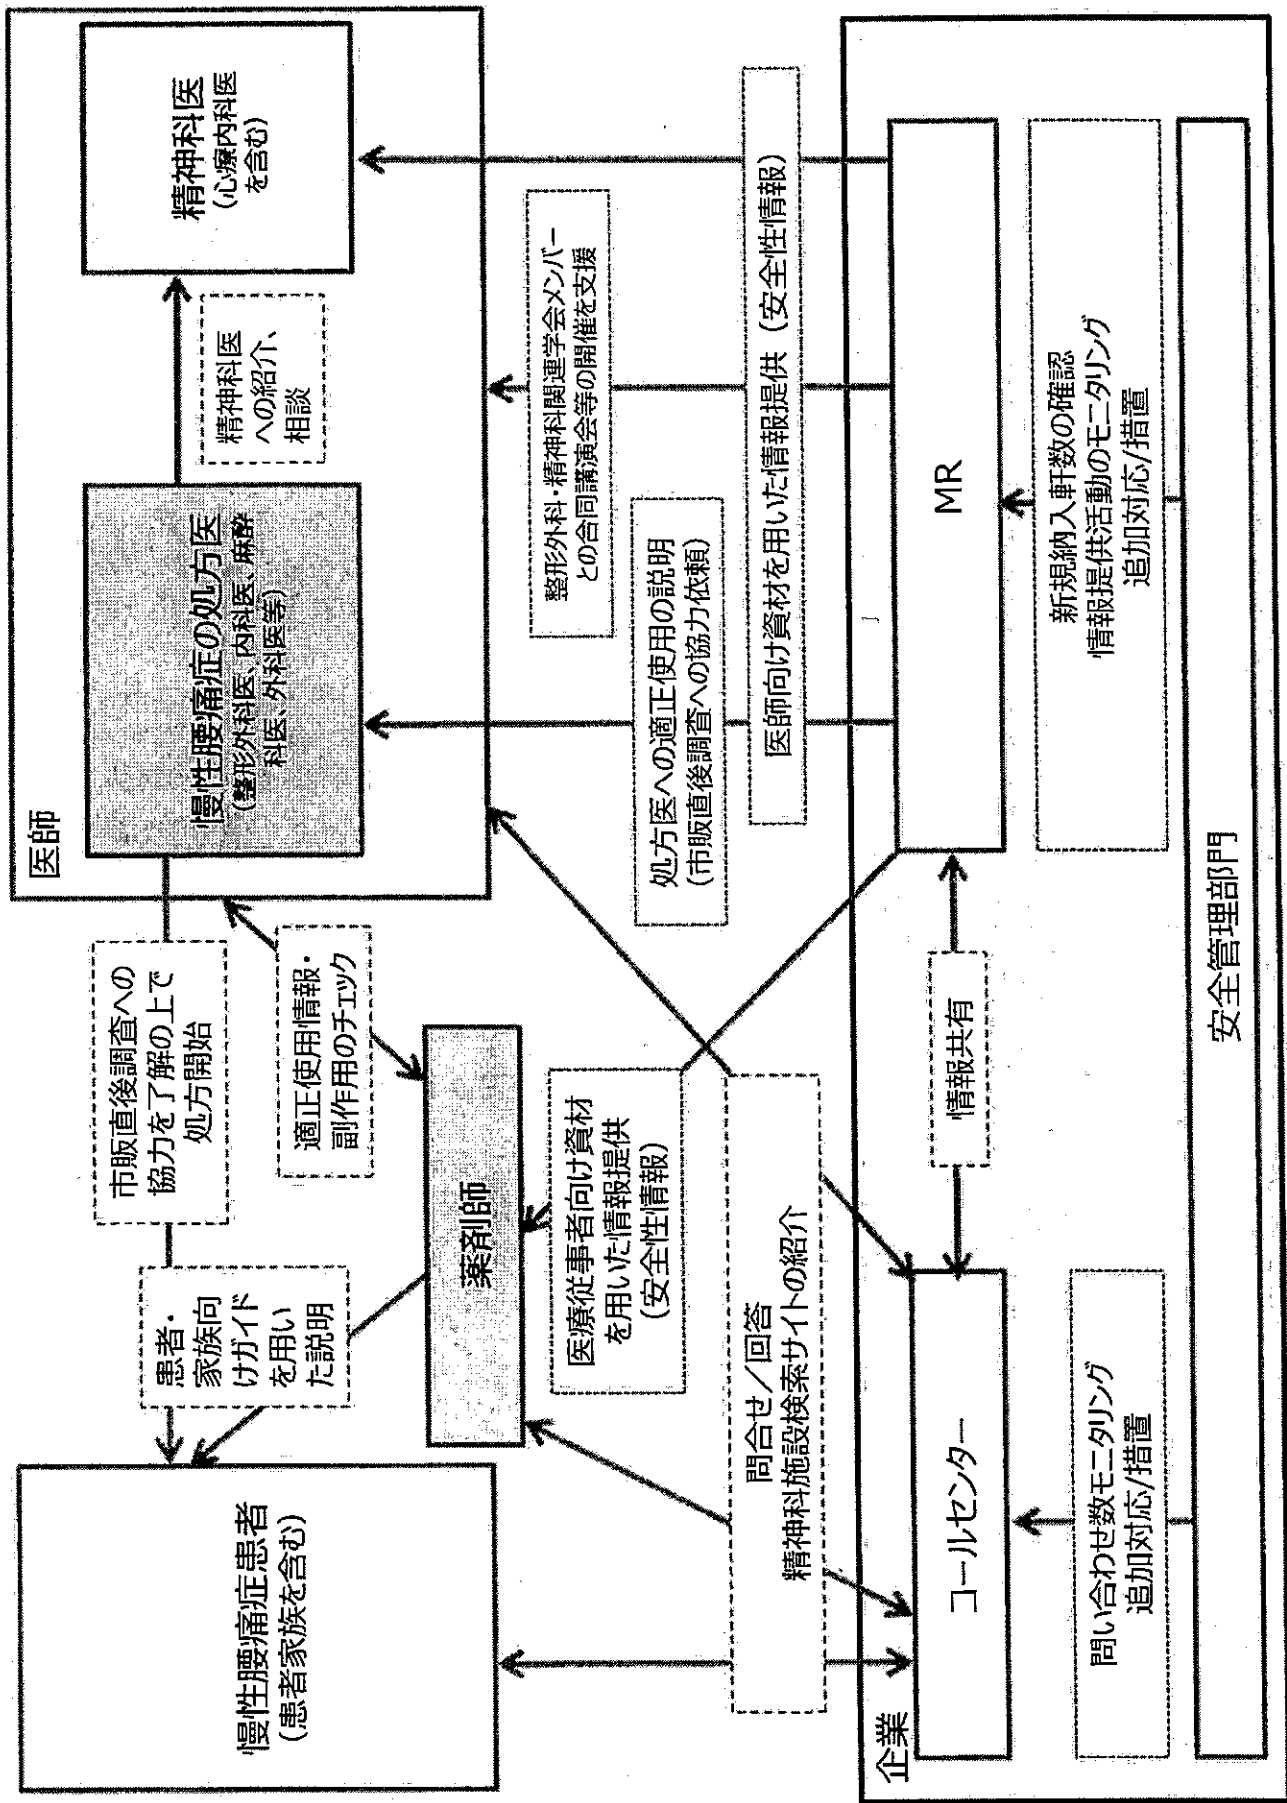 慢性腰痛症患者
（患者家族を含む）
市販直後調査への
協力を了解の上で
処方開始
患者・
家族向
けガイド
を用い
た説明
医師
慢性腰痛症の処方医
（整形外科医、内科医、麻酔
科医、外科医等）
精神科医
への紹介、
相談
精神科医
（心療内科医
を含む）
適正使用情報・
副作用のチェック
薬剤師
医療従事者向け資材
を用いた情報提供
（安全性情報）
整形外科・精神科関連学会メンバー
との合同講演会等の開催を支援
処方医への適正使用の説明
（市販直後調査への協力依頼）
医師向け資材を用いた情報提供（安全性情報）
問合せ／回答
精神科施設検索サイトの紹介
企業
コールセンター
情報共有
MR
問い合わせ数モニタリング
追加対応/措置
新規納入軒数の確認
情報提供活動のモニタリング
追加対応/措置
安全管理部門